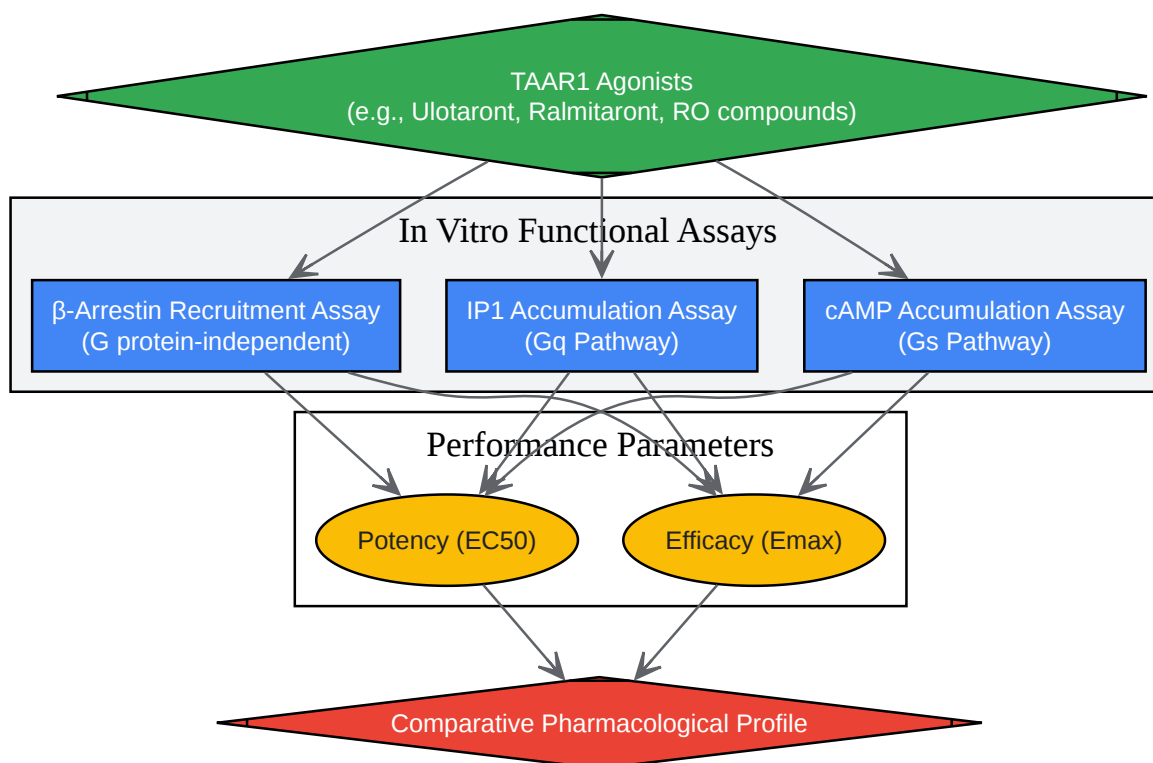 TAAR1 Agonists
(e.g., Ulotaront, Ralmitaront, RO compounds)
In Vitro Functional Assays
β-Arrestin Recruitment Assay
(G protein-independent)
IP1 Accumulation Assay
(Gq Pathway)
cAMP Accumulation Assay
(Gs Pathway)
Performance Parameters
Potency (EC50)
Efficacy (Emax)
Comparative Pharmacological Profile